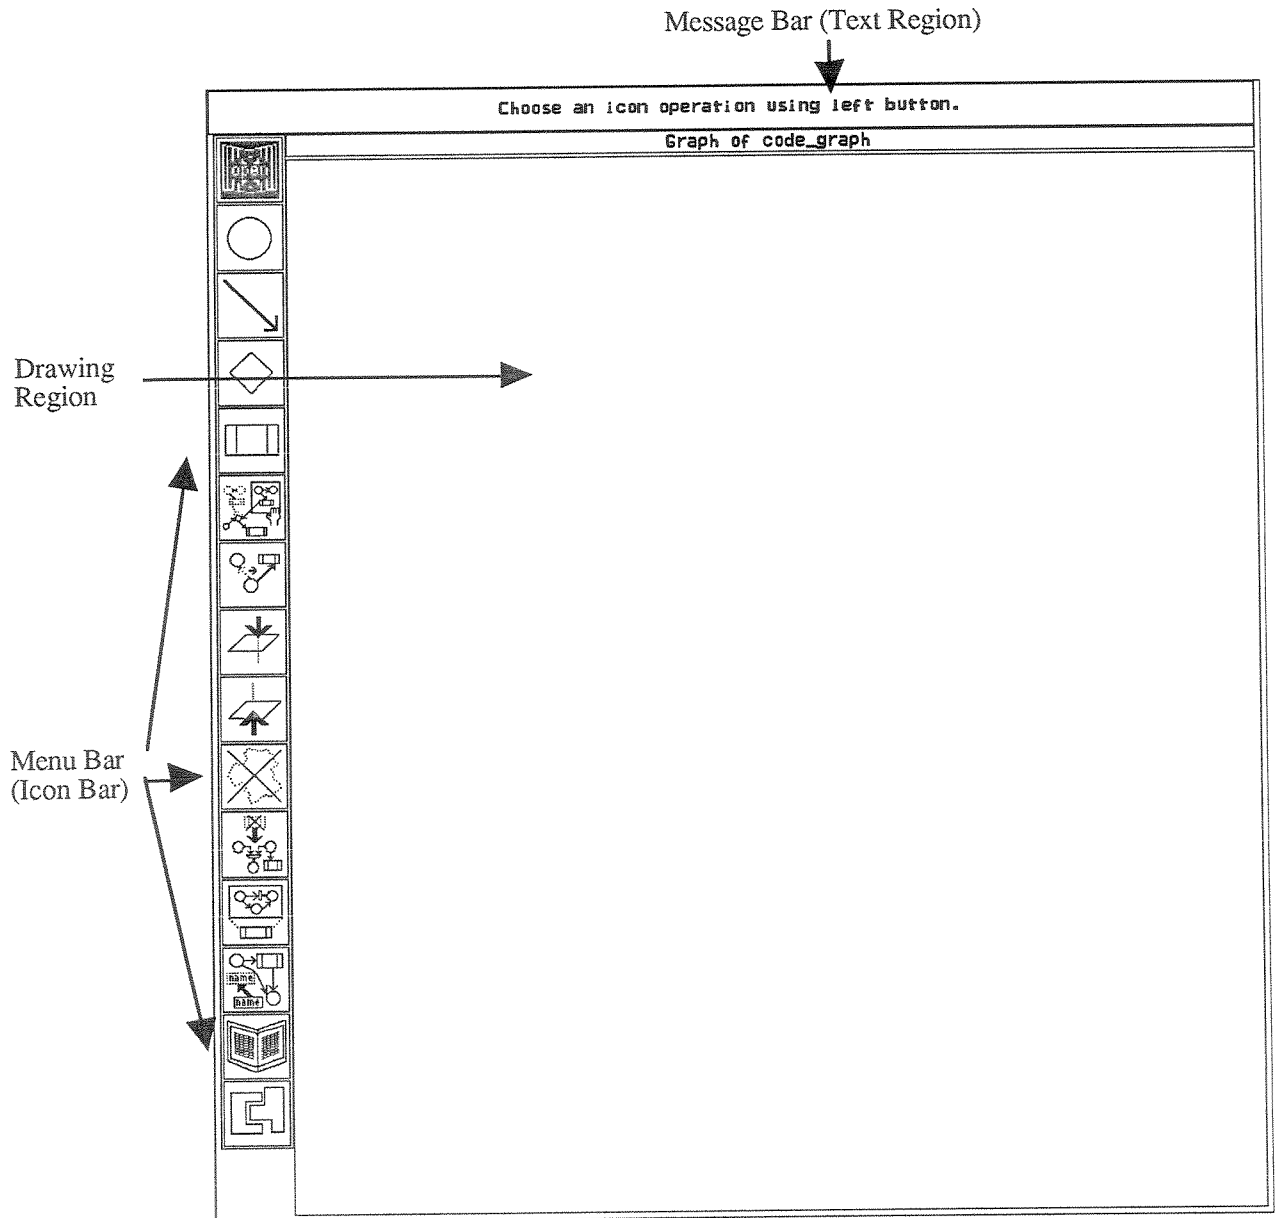 Message Bar (Text Region)
Choose an icon operation using left button.
Graph of code_graph
open
Drawing
Region
Menu Bar
(Icon Bar)
name
name